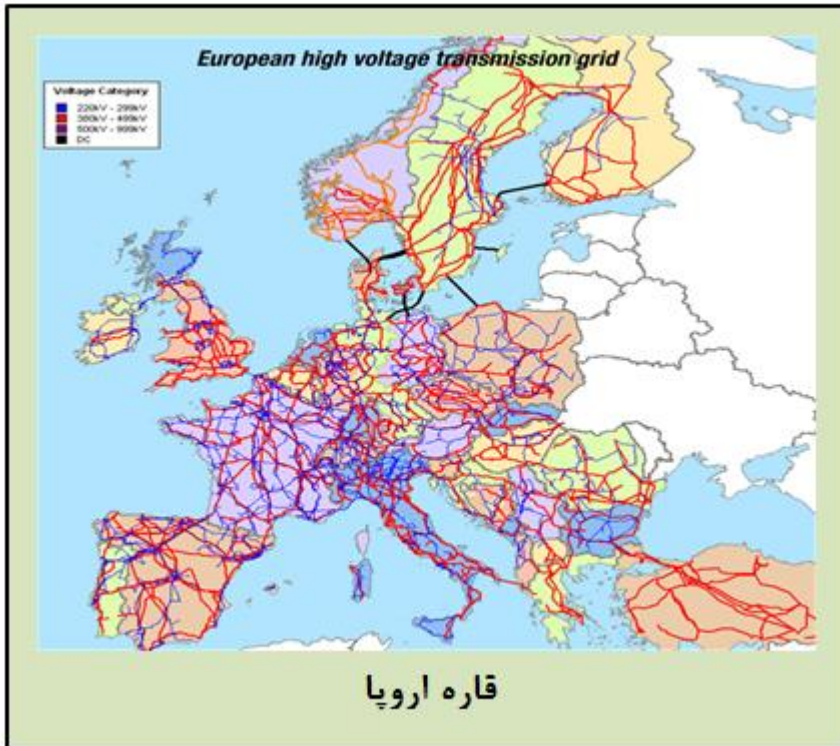 European high voltage transmission grid
Voltage Category
220kV - 299kV
380kV - 499kV
500kV - 999kV
DC
قاره اروپا